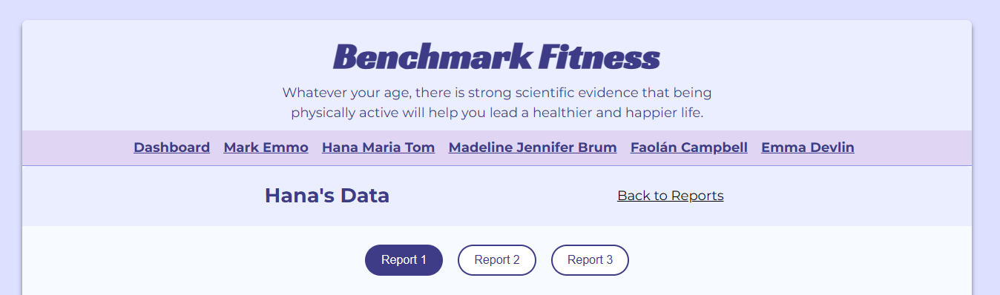 Benchmark Fitness
Whatever your age, there is strong scientific evidence that being
physically active will help you lead a healthier and happier life.
Dashboard Mark Emmo Hana Maria Tom Madeline Jennifer Brum Faolán Campbell Emma Devlin
Hana's Data Back to Reports
Report 1 Report 2 Report 3